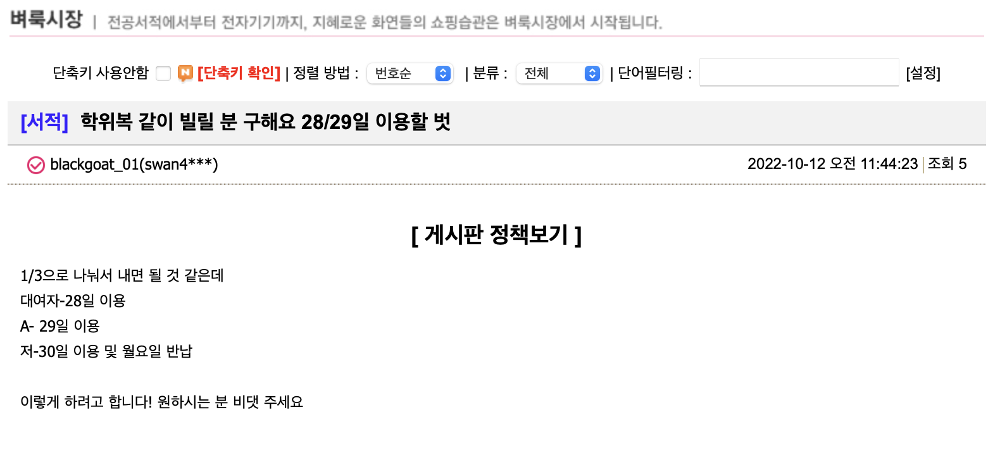 벼룩시장 | 전공서적에서부터 전자기기까지, 지혜로운 화연들의 쇼핑습관은 벼룩시장에서 시작됩니다.
단축키 사용안함 N [단축키 확인] | 정렬 방법 : 번호순 | 분류 : 전체 | 단어필터링 : [설정]
[서적] 학위복 같이 빌릴 분 구해요 28/29일 이용할 벗
blackgoat_01(swan4***) 2022-10-12 오전 11:44:23 | 조회 5
[ 게시판 정책보기 ]
1/3으로 나눠서 내면 될 것 같은데
대여자-28일 이용
A- 29일 이용
저-30일 이용 및 월요일 반납
이렇게 하려고 합니다! 원하시는 분 비댓 주세요